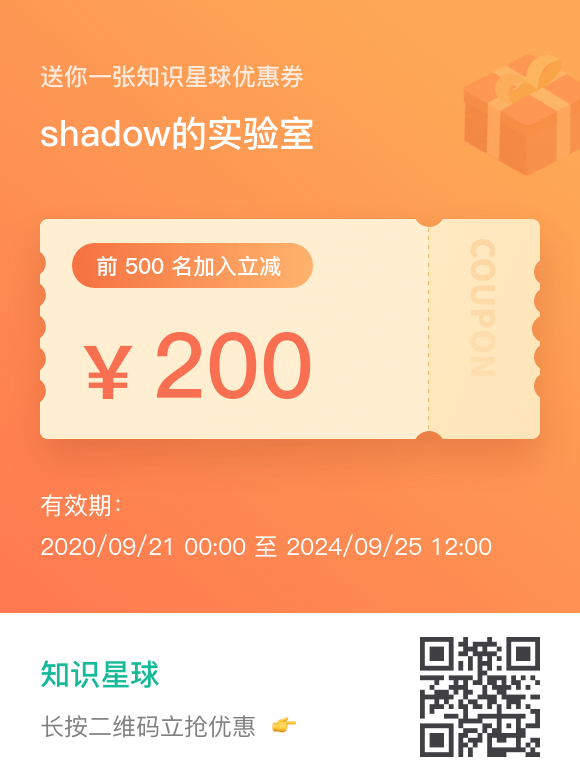 送你一张知识星球优惠券
shadow的实验室
前 500 名加入立减
¥ 200
COUPON
有效期：
2020/09/21 00:00 至 2024/09/25 12:00
知识星球
长按二维码立抢优惠 👉